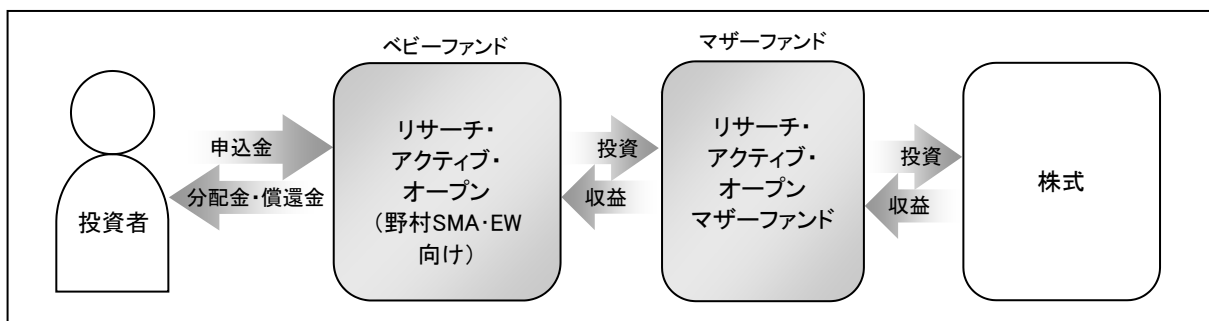 ベビーファンド
マザーファンド
投資者
申込金
分配金・償還金
リサーチ・
アクティブ・
オープン
（野村SMA・EW
向け）
投資
収益
リサーチ・
アクティブ・
オープン
マザーファンド
投資
収益
株式